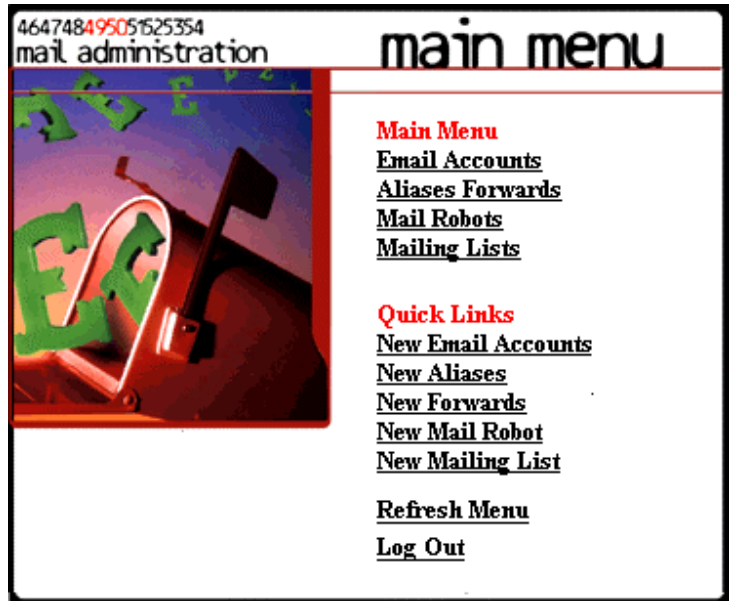 464748495051525354
mail administration
main menu
Main Menu
Email Accounts
Aliases Forwards
Mail Robots
Mailing Lists
Quick Links
New Email Accounts
New Aliases
New Forwards
New Mail Robot
New Mailing List
Refresh Menu
Log Out